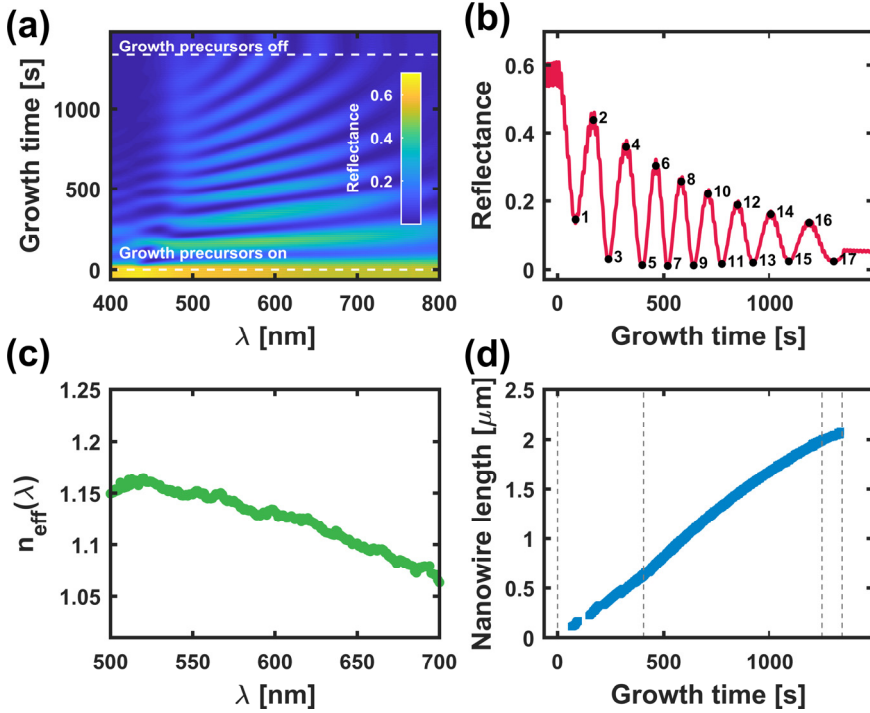 (a)
Growth time [s]
1000
500
0
Growth precursors off
Growth precursors on
Reflectance
0.6
0.4
0.2
400 500 600 700 800
λ [nm]
(b)
Reflectance
0.6
0.4
0.2
0
1 2 3 4 5 6 7 8 9 10 11 12 13 14 15 16 17
0 500 1000
Growth time [s]
(c)
n_eff(λ)
1.25
1.2
1.15
1.1
1.05
500 550 600 650 700
λ [nm]
(d)
Nanowire length [μm]
2.5
2
1.5
1
0.5
0
0 500 1000
Growth time [s]